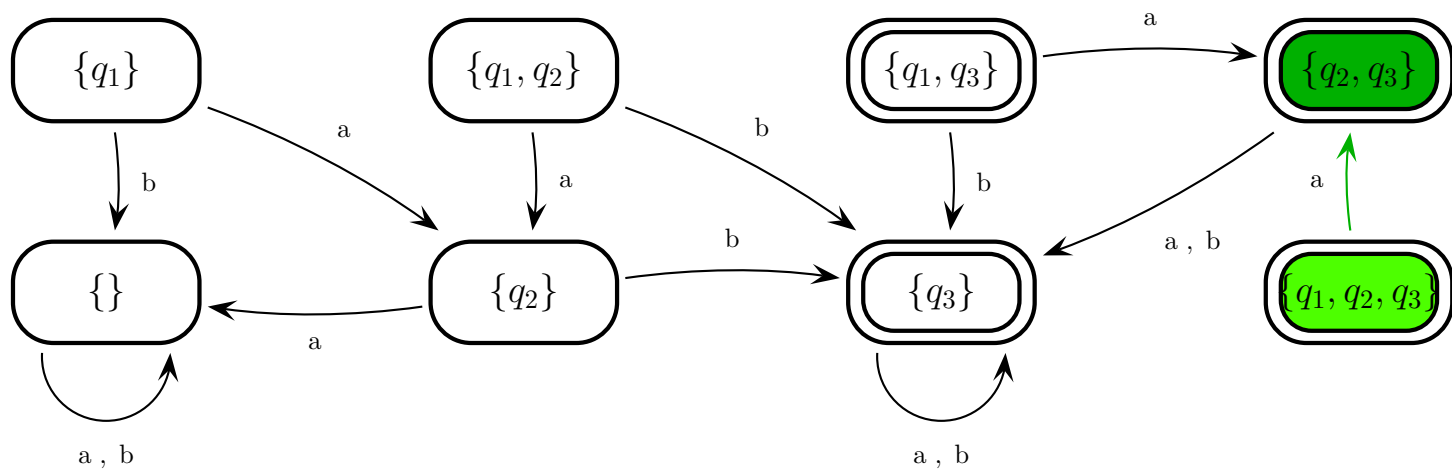 a
{q₁} {q₁, q₂} {q₁, q₃} {q₂, q₃}
a b
b a b a
b a , b
{} {q₂} {q₃} {q₁, q₂, q₃}
a
a , b a , b